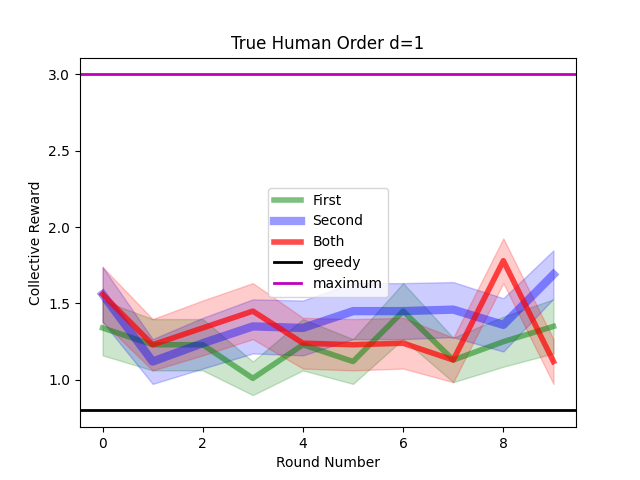 True Human Order d=1
3.0
2.5
2.0
1.5
1.0
Collective Reward
First
Second
Both
greedy
maximum
0
2
4
6
8
Round Number